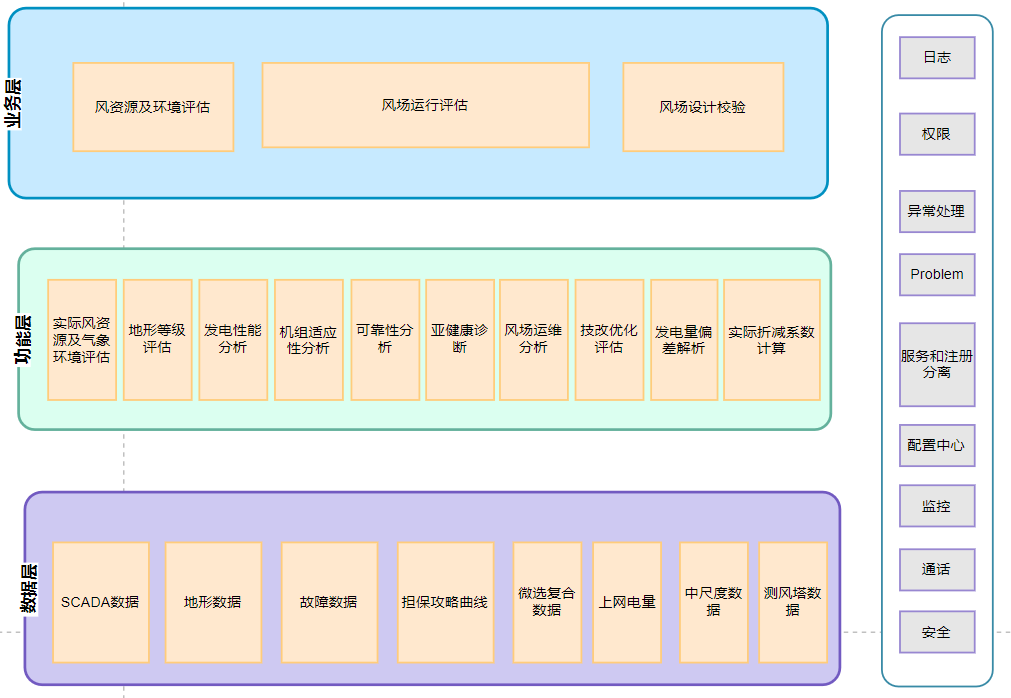 业务层
风资源及环境评估
风场运行评估
风场设计校验
功能层
实际风资
源及气象
环境评估
地形等级
评估
发电性能
分析
机组适应
性分析
可靠性分
析
亚健康诊
断
风场运维
分析
技改优化
评估
发电量偏
差解析
实际折减系数
计算
数据层
SCADA数据
地形数据
故障数据
担保攻略曲线
微选复合
数据
上网电量
中尺度数
据
测风塔数
据
日志
权限
异常处理
Problem
服务和注册
分离
配置中心
监控
通话
安全